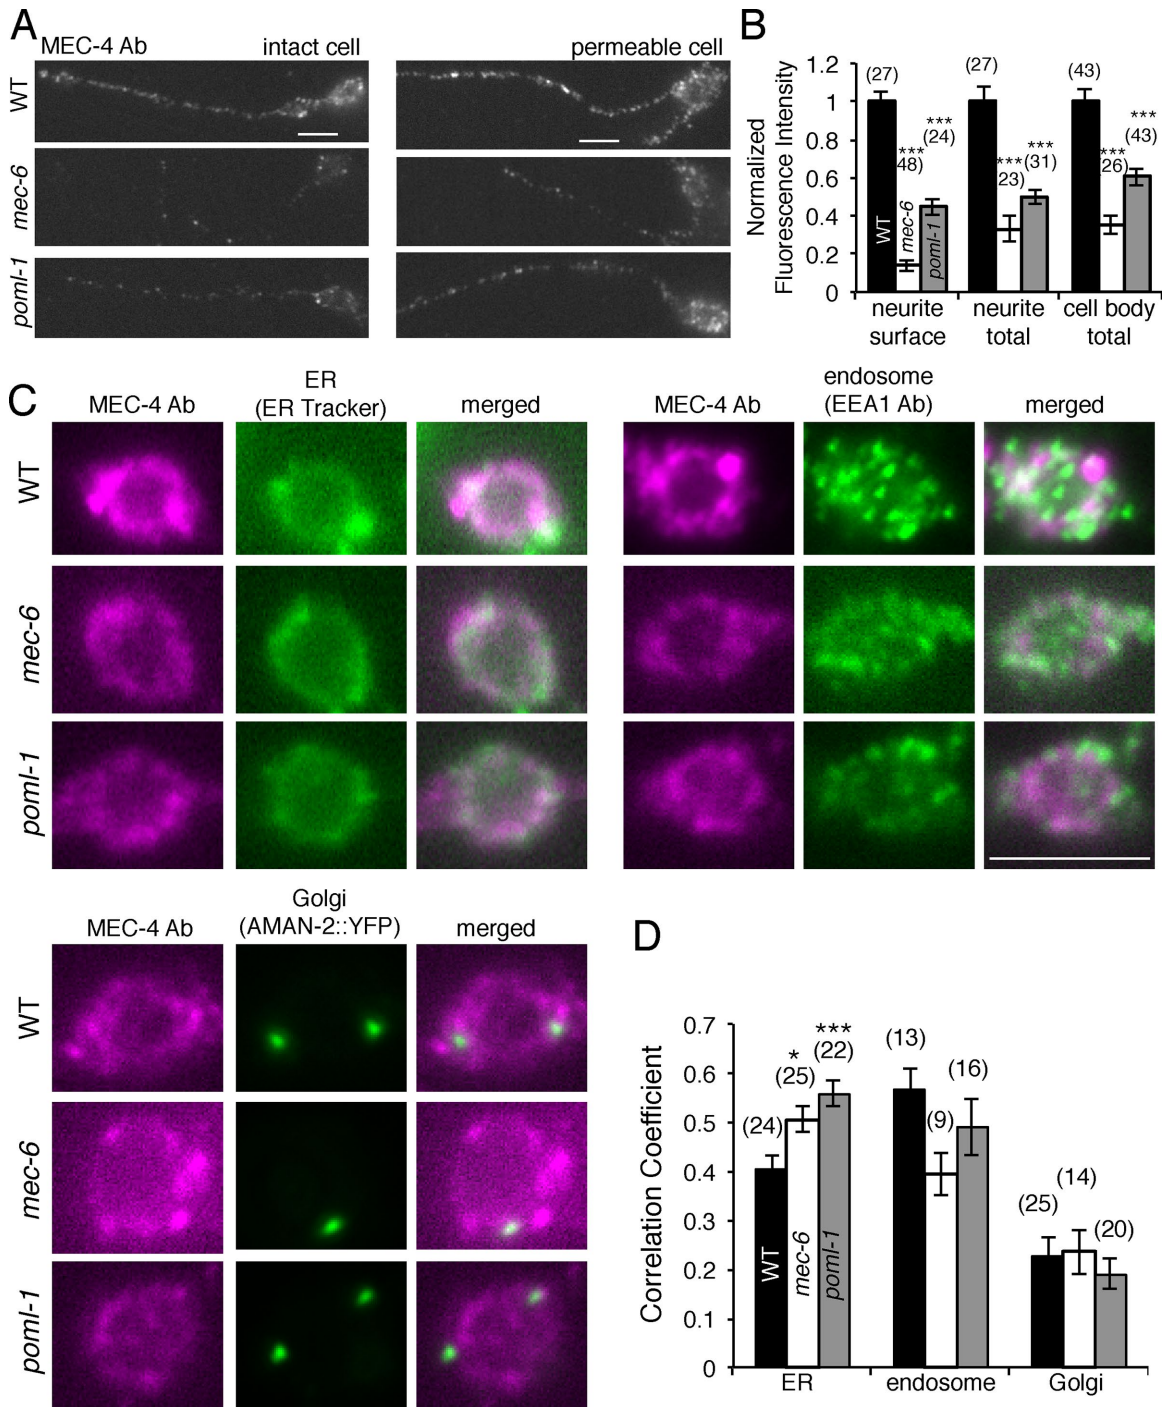 A
MEC-4 Ab
intact cell
permeable cell
WT
mec-6
poml-1
B
Normalized
Fluorescence Intensity
1.2
1
0.8
0.6
0.4
0.2
0
(27)
***
48)
***
(24)
(27)
***
23)
***
(31)
(43)
***
(26)
***
(43)
WT
mec-6
poml-1
neurite
surface
neurite
total
cell body
total
C
MEC-4 Ab
ER
(ER Tracker)
merged
MEC-4 Ab
endosome
(EEA1 Ab)
merged
WT
mec-6
poml-1
MEC-4 Ab
Golgi
(AMAN-2::YFP)
merged
WT
mec-6
poml-1
D
Correlation Coefficient
0.7
0.6
0.5
0.4
0.3
0.2
0.1
0
(24)
*
(25)
***
(22)
(13)
(9)
(16)
(25)
(14)
(20)
WT
mec-6
poml-1
ER
endosome
Golgi